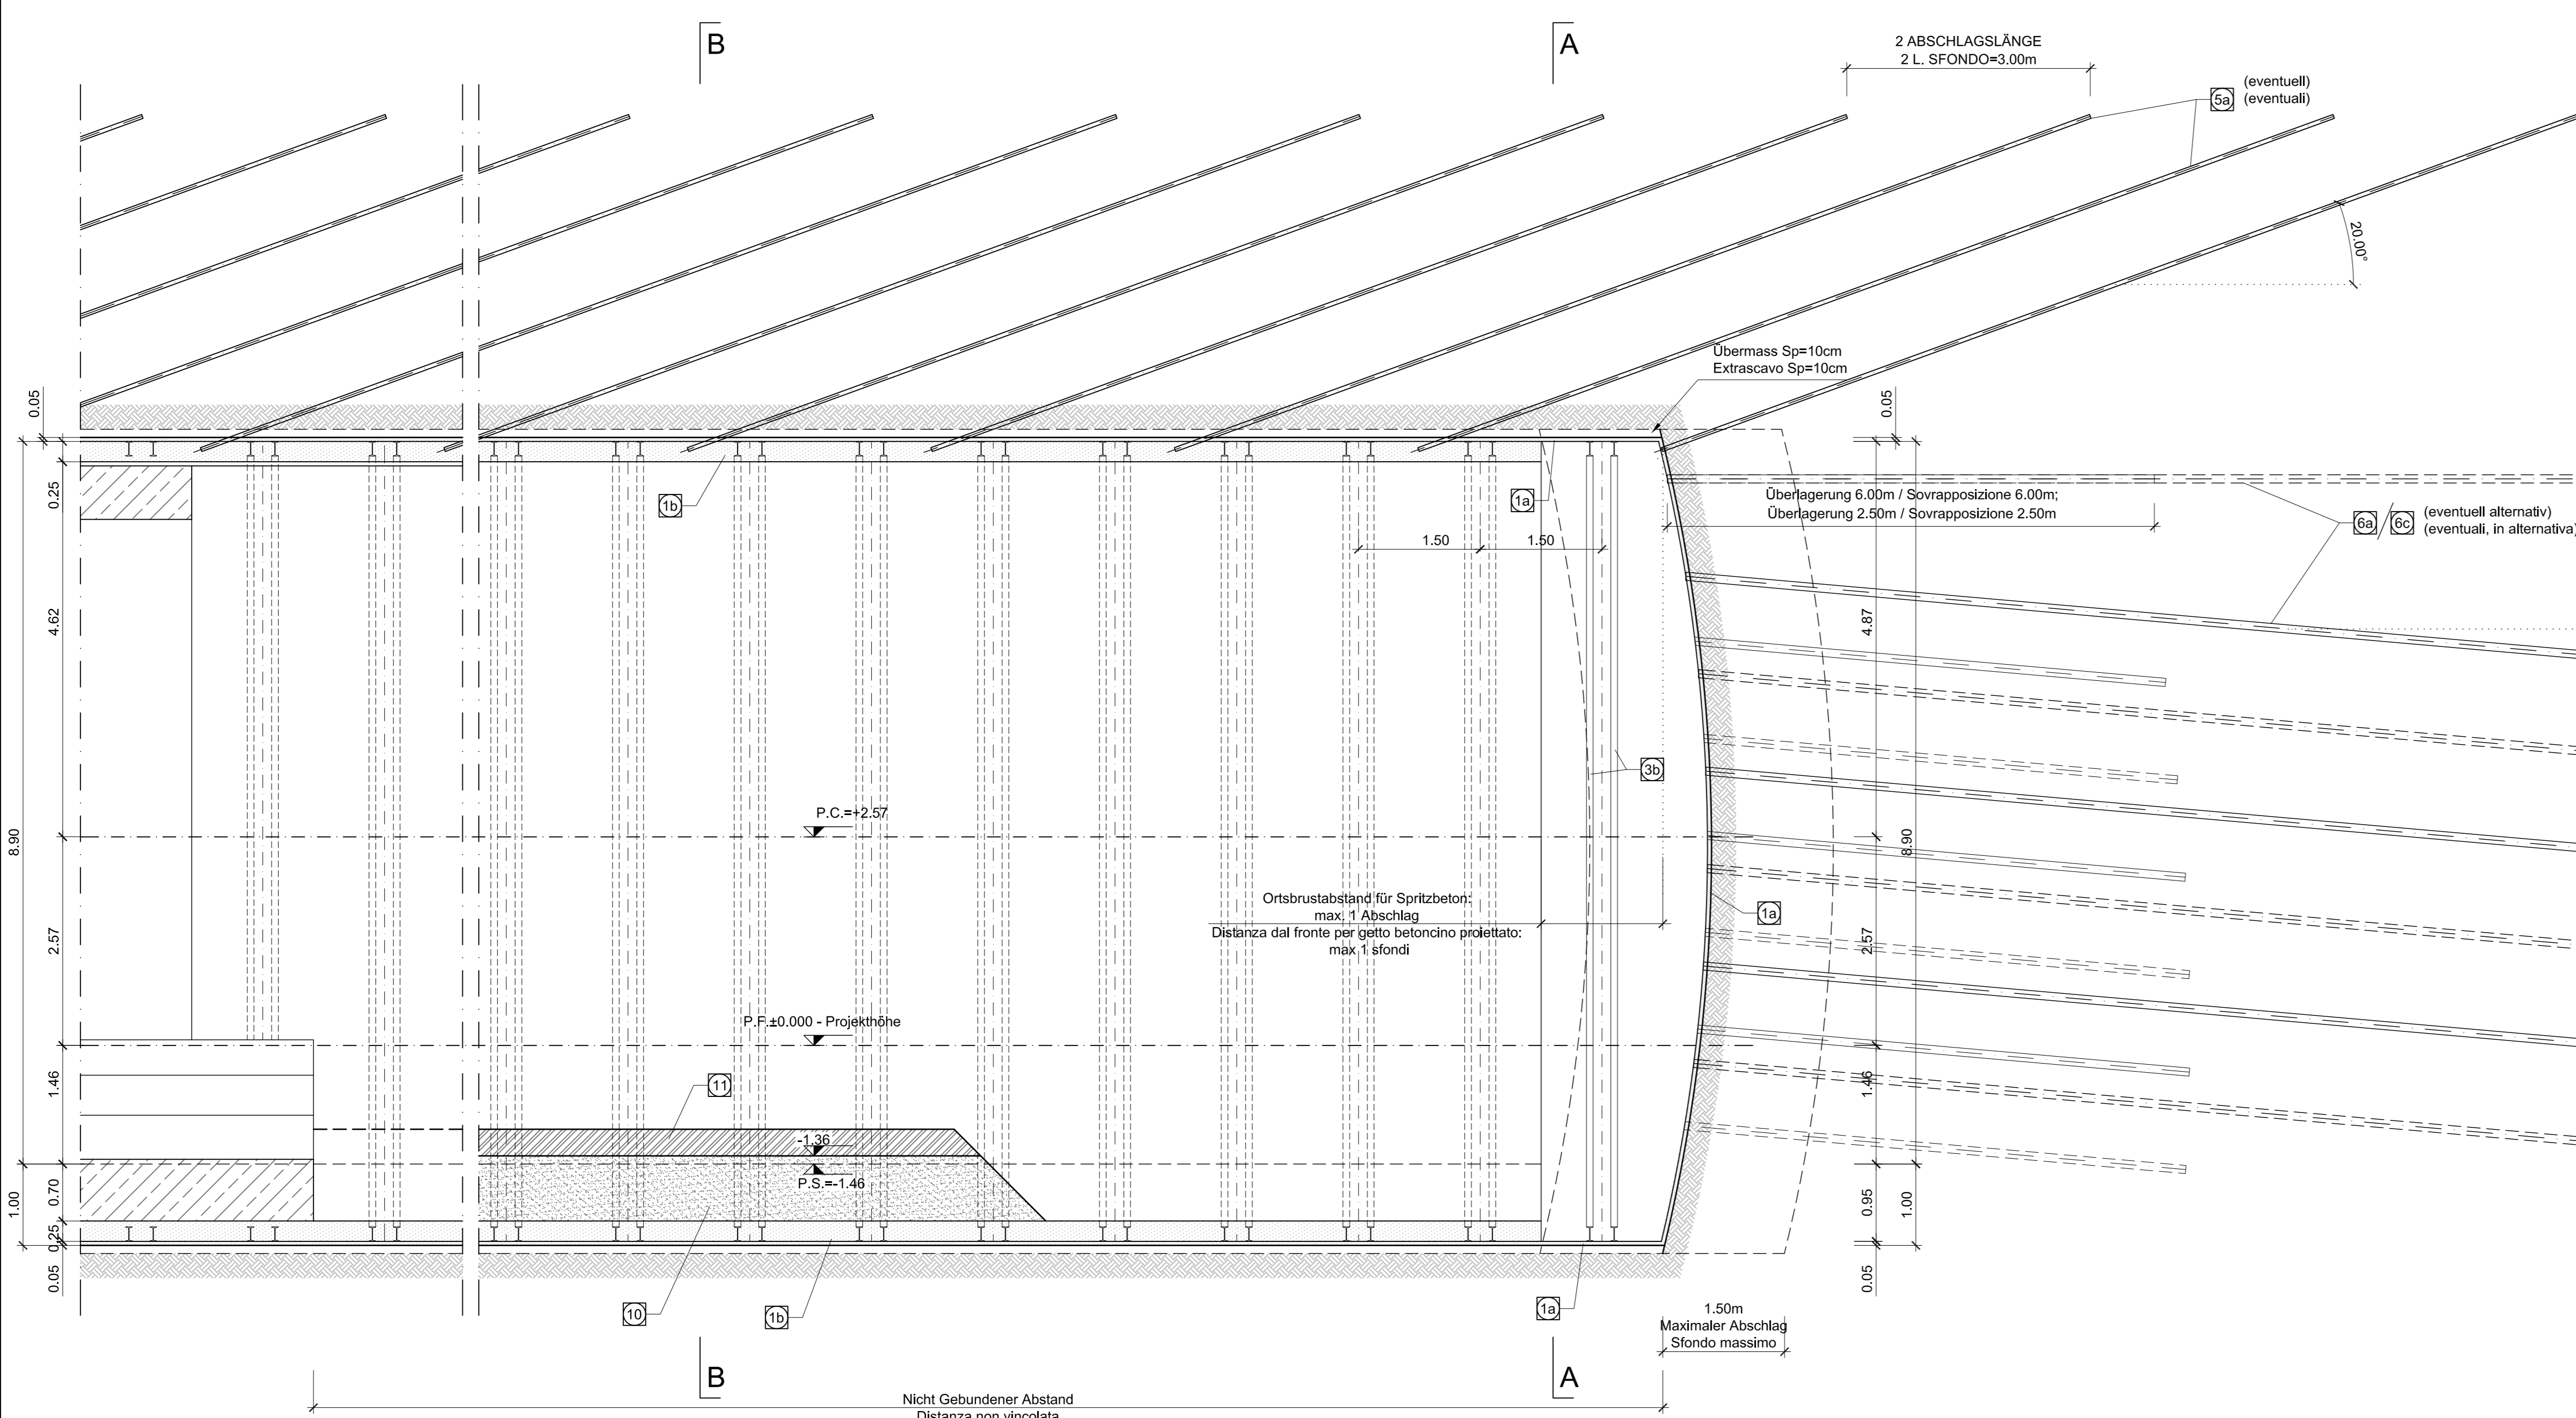 B
A
2 ABSCHLAGSLÄNGE
2 L. SFONDO=3.00m
5a
(eventuell)
(eventuali)
20.00°
Übermass Sp=10cm
Extrascavo Sp=10cm
0.05
0.05
0.25
1b
1a
Überlagerung 6.00m / Sovrapposizione 6.00m;
Überlagerung 2.50m / Sovrapposizione 2.50m
6a / 6c
(eventuell alternativ)
(eventuali, in alternativa)
1.50
1.50
4.62
4.87
3b
P.C.=+2.57
8.90
8.90
Ortsbrustabstand für Spritzbeton:
max. 1 Abschlag
Distanza dal fronte per getto betoncino proiettato:
max 1 sfondi
1a
2.57
2.57
P.F.±0.000 - Projekthöhe
1.46
1.46
11
-1.36
P.S.=-1.46
1.00
0.70
0.95
1.00
0.25
0.05
0.05
10
1b
1a
1.50m
Maximaler Abschlag
Sfondo massimo
B
A
Nicht Gebundener Abstand
Distanza non vincolata